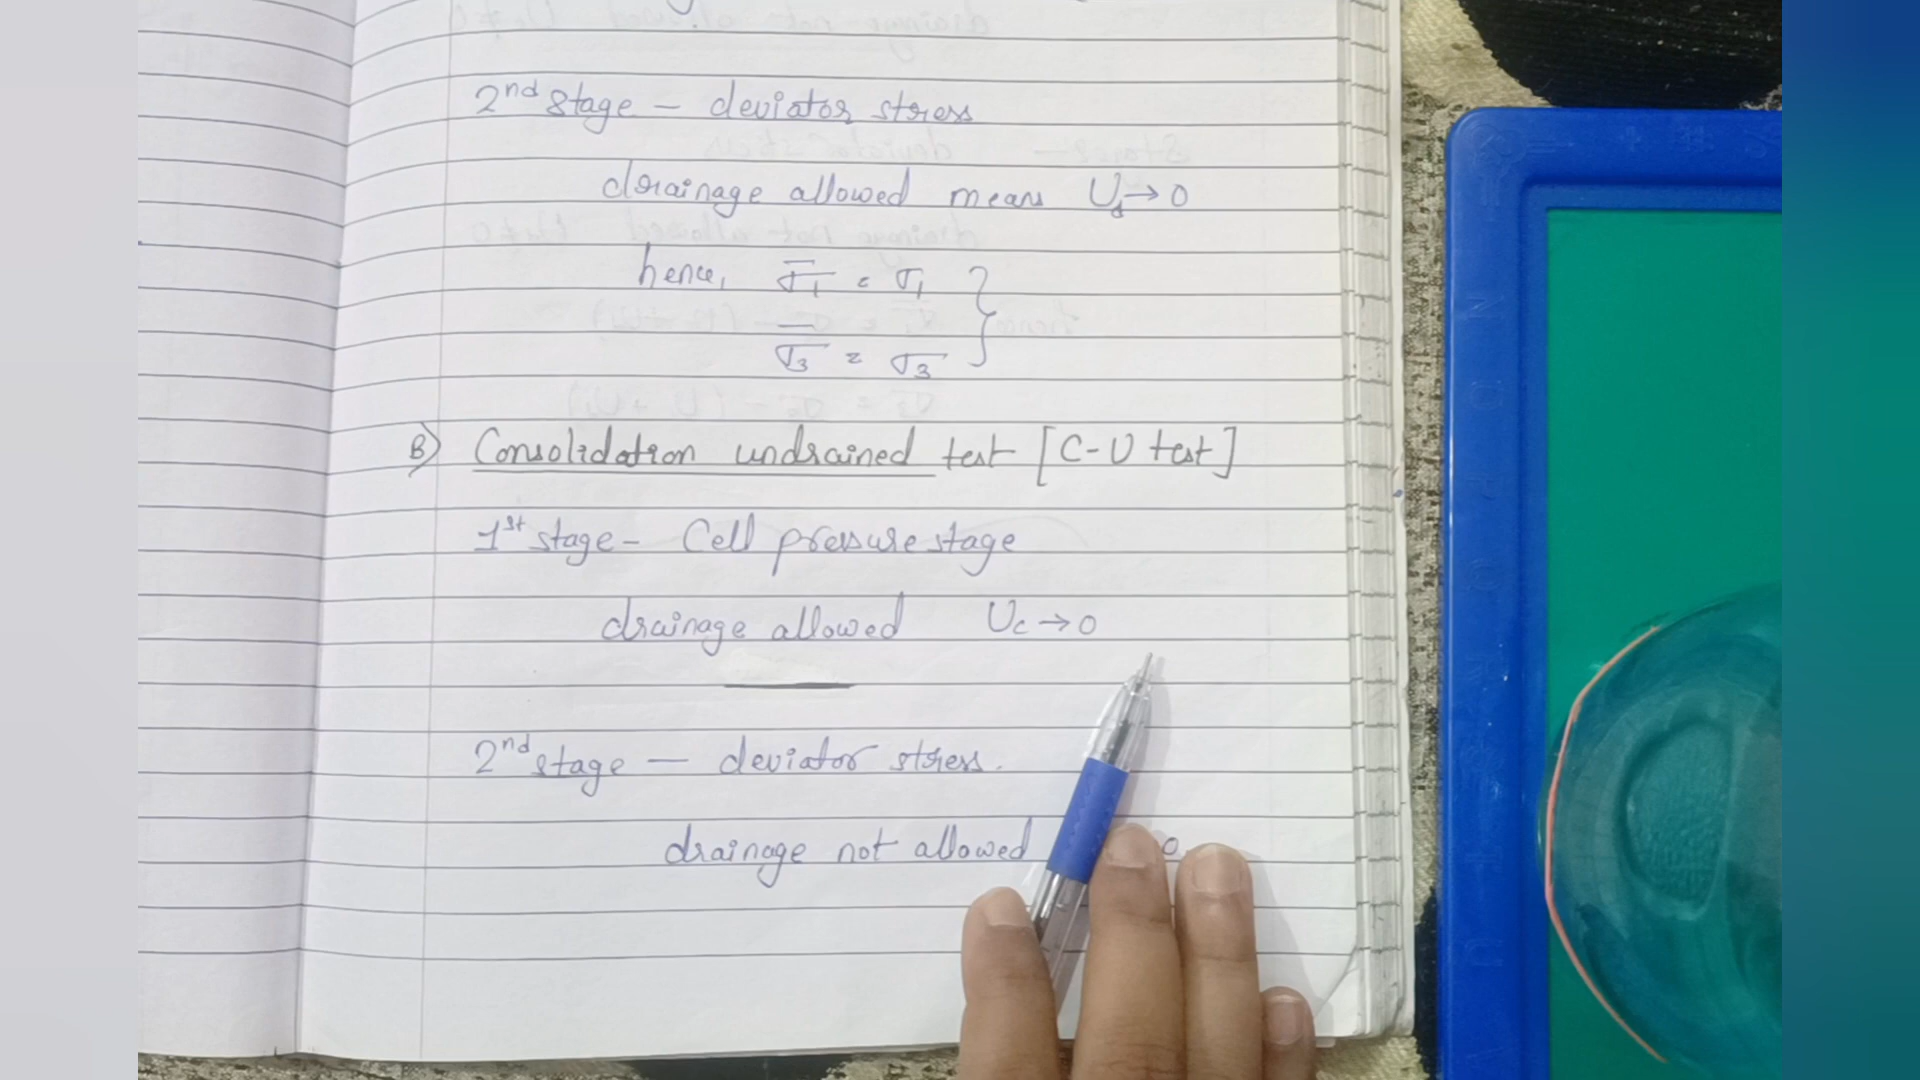 2nd stage - deviator stress
drainage allowed means Ud→0
hence, σ̅1 = σ1 }
σ̅3 = σ3
B) Consolidation undrained test [C-U test]
1st stage - Cell pressure stage
drainage allowed Uc→0
2nd stage — deviator stress.
drainage not allowed 0